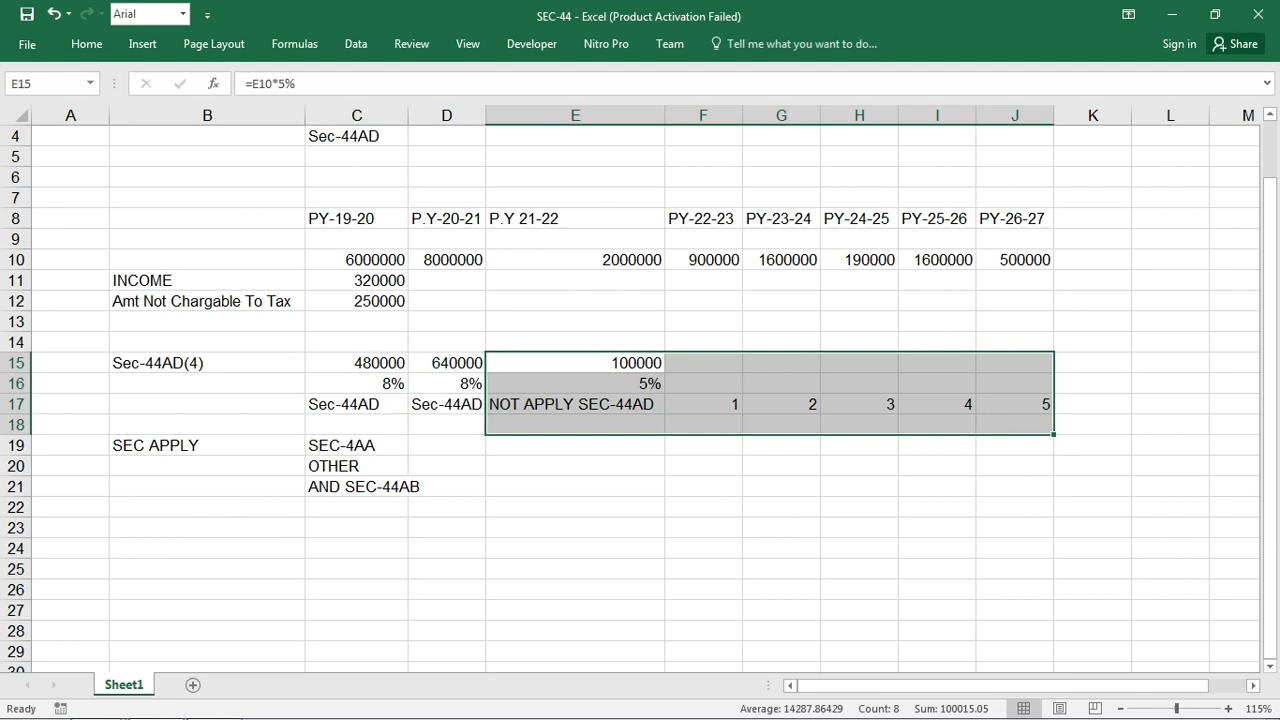 Arial
SEC-44 - Excel (Product Activation Failed)
File Home Insert Page Layout Formulas Data Review View Developer Nitro Pro Team Tell me what you want to do... Sign in Share
E15 fx =E10*5%
A B C D E F G H I J K L M
4 Sec-44AD
5
6
7
8 PY-19-20 P.Y-20-21 P.Y 21-22 PY-22-23 PY-23-24 PY-24-25 PY-25-26 PY-26-27
9
10 6000000 8000000 2000000 900000 1600000 190000 1600000 500000
11 INCOME 320000
12 Amt Not Chargable To Tax 250000
13
14
15 Sec-44AD(4) 480000 640000 100000
16 8% 8% 5%
17 Sec-44AD Sec-44AD NOT APPLY SEC-44AD 1 2 3 4 5
18
19 SEC APPLY SEC-4AA
20 OTHER
21 AND SEC-44AB
22
23
24
25
26
27
28
29
30
Sheet1
Ready Average: 14287.86429 Count: 8 Sum: 100015.05 115%